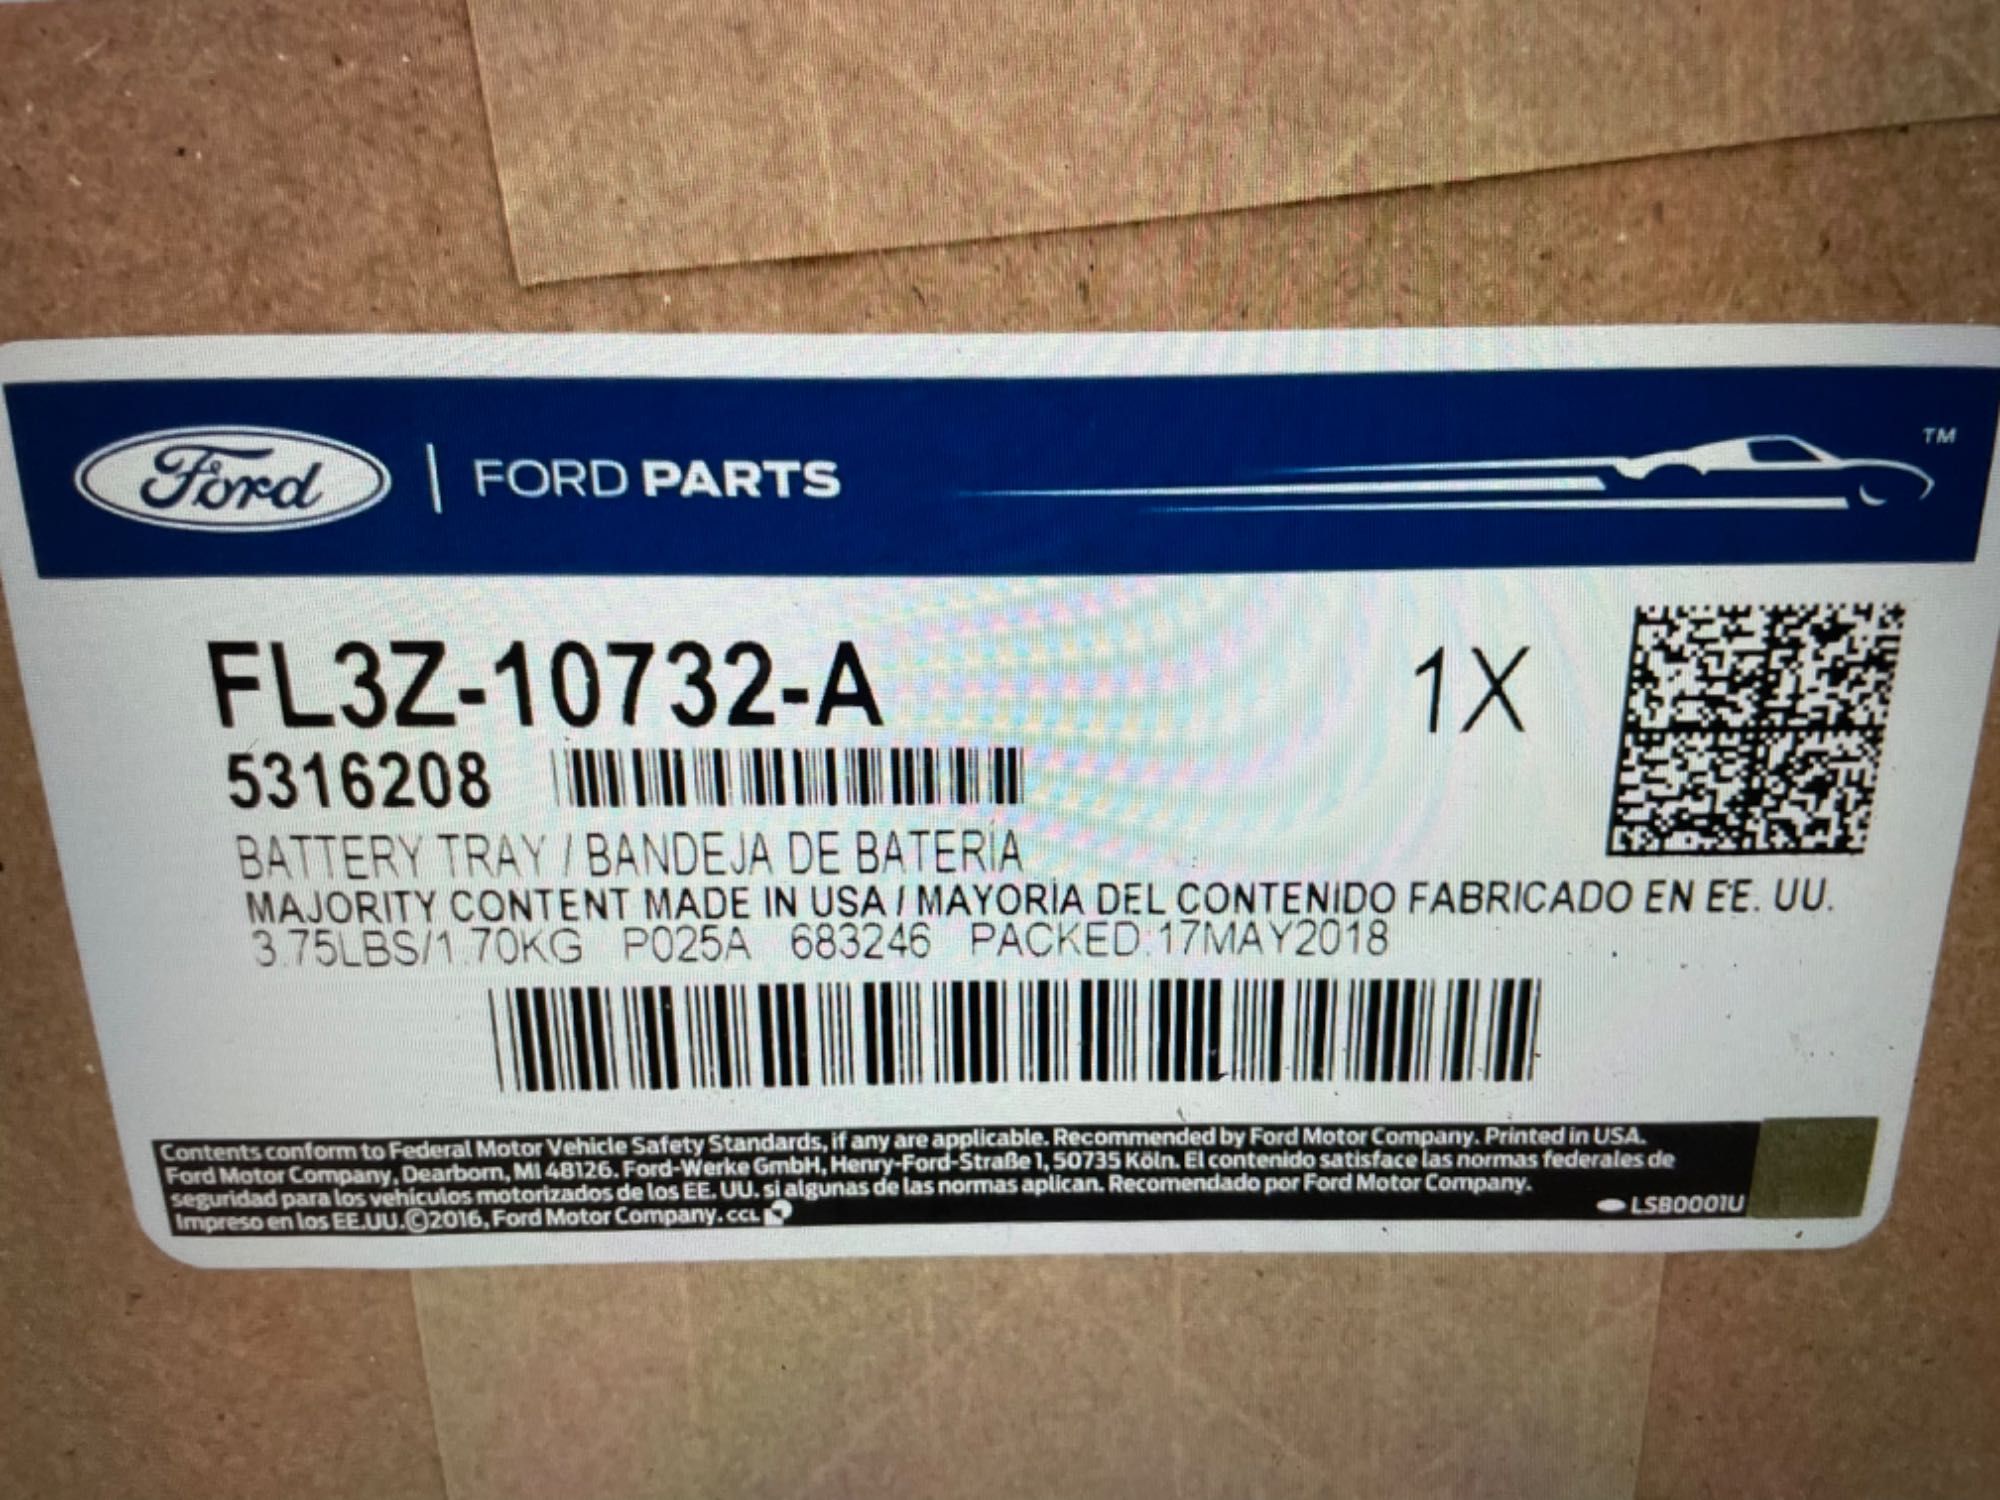 Ford | FORD PARTS
TM
FL3Z-10732-A 1X
5316208
BATTERY TRAY / BANDEJA DE BATERÍA
MAJORITY CONTENT MADE IN USA / MAYORÍA DEL CONTENIDO FABRICADO EN EE. UU.
3.75LBS/1.70KG P025A 683246 PACKED:17MAY2018
Contents conform to Federal Motor Vehicle Safety Standards, if any are applicable. Recommended by Ford Motor Company. Printed in USA.
Ford Motor Company, Dearborn, MI 48126. Ford-Werke GmbH, Henry-Ford-Straße 1, 50735 Köln. El contenido satisface las normas federales de
seguridad para los vehículos motorizados de los EE. UU. si algunas de las normas aplican. Recomendado por Ford Motor Company.
Impreso en los EE.UU.©2016, Ford Motor Company. CCL
LSB0001U